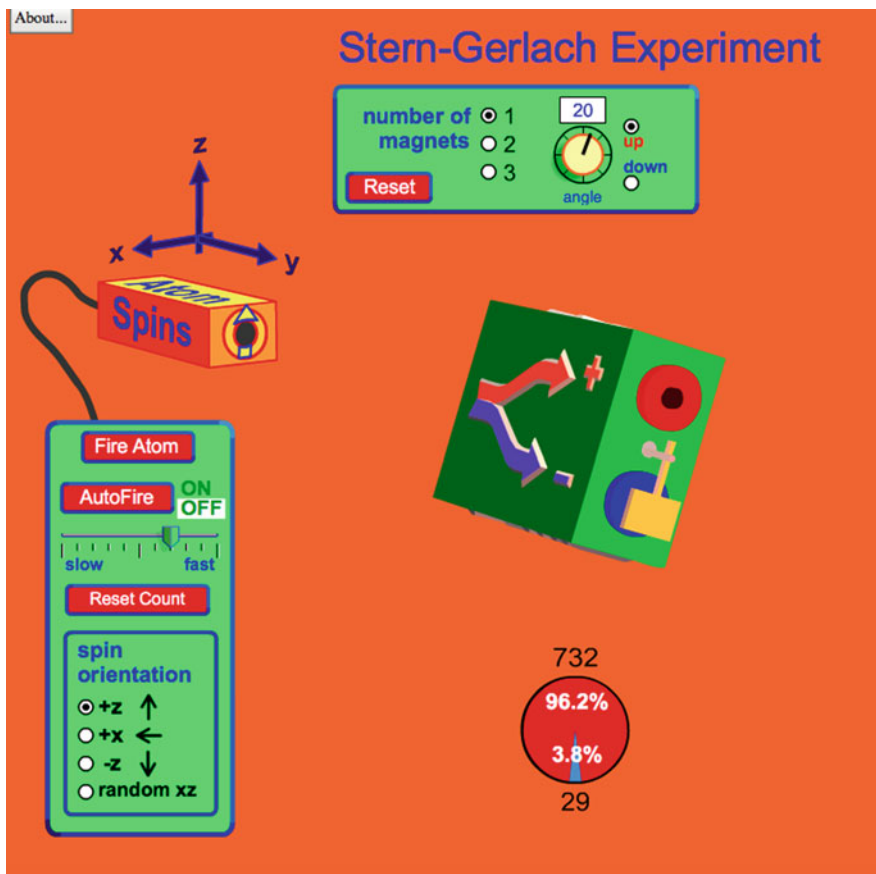 About...
Stern-Gerlach Experiment
number of
magnets
1
2
3
Reset
20
angle
up
down
z
x
y
Atom
Spins
+
-
Fire Atom
AutoFire
ON
OFF
slow
fast
Reset Count
spin
orientation
+z
+x
-z
random xz
732
96.2%
3.8%
29